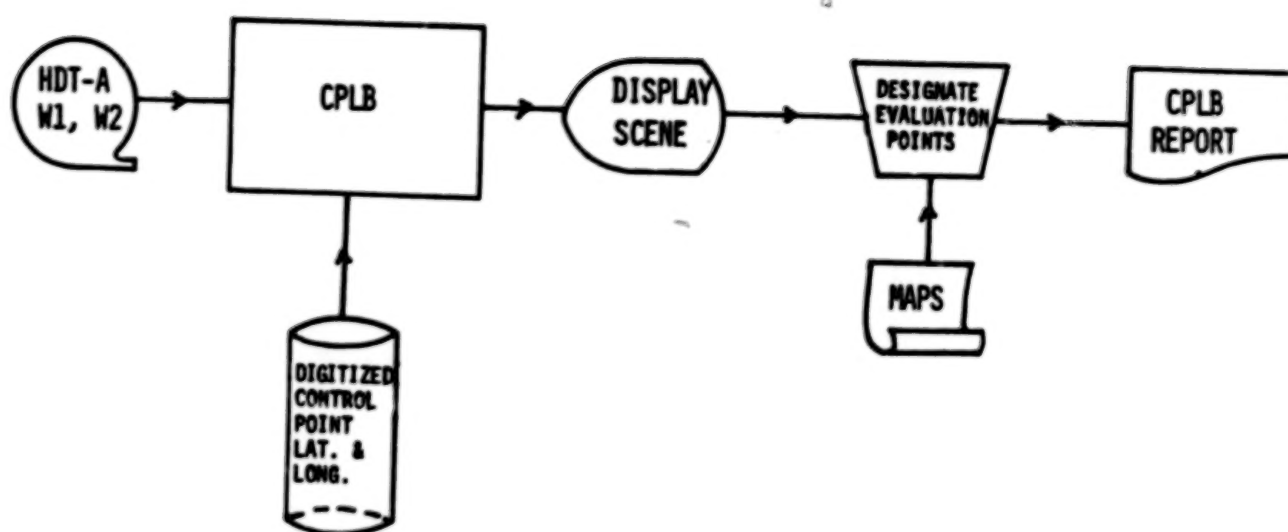 HDT-A
W1, W2
CPLB
DISPLAY
SCENE
DESIGNATE
EVALUATION
POINTS
CPLB
REPORT
MAPS
DIGITIZED
CONTROL
POINT
LAT. &
LONG.